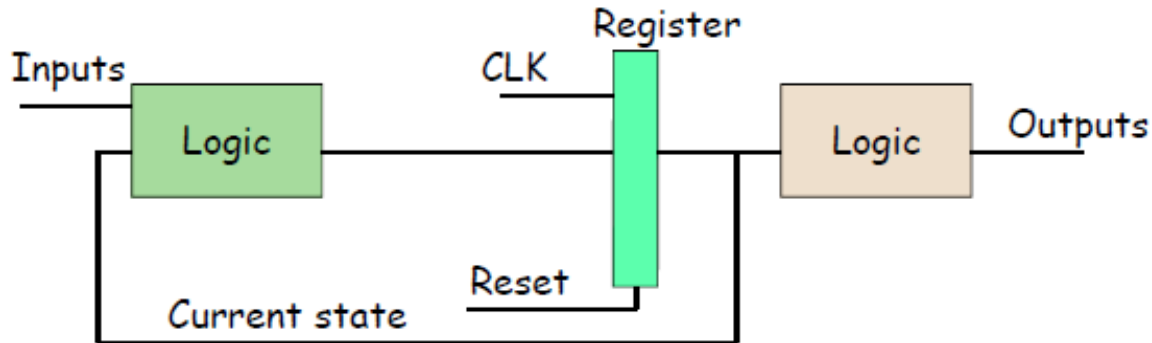 Register
Inputs
CLK
Logic
Logic
Outputs
Reset
Current state